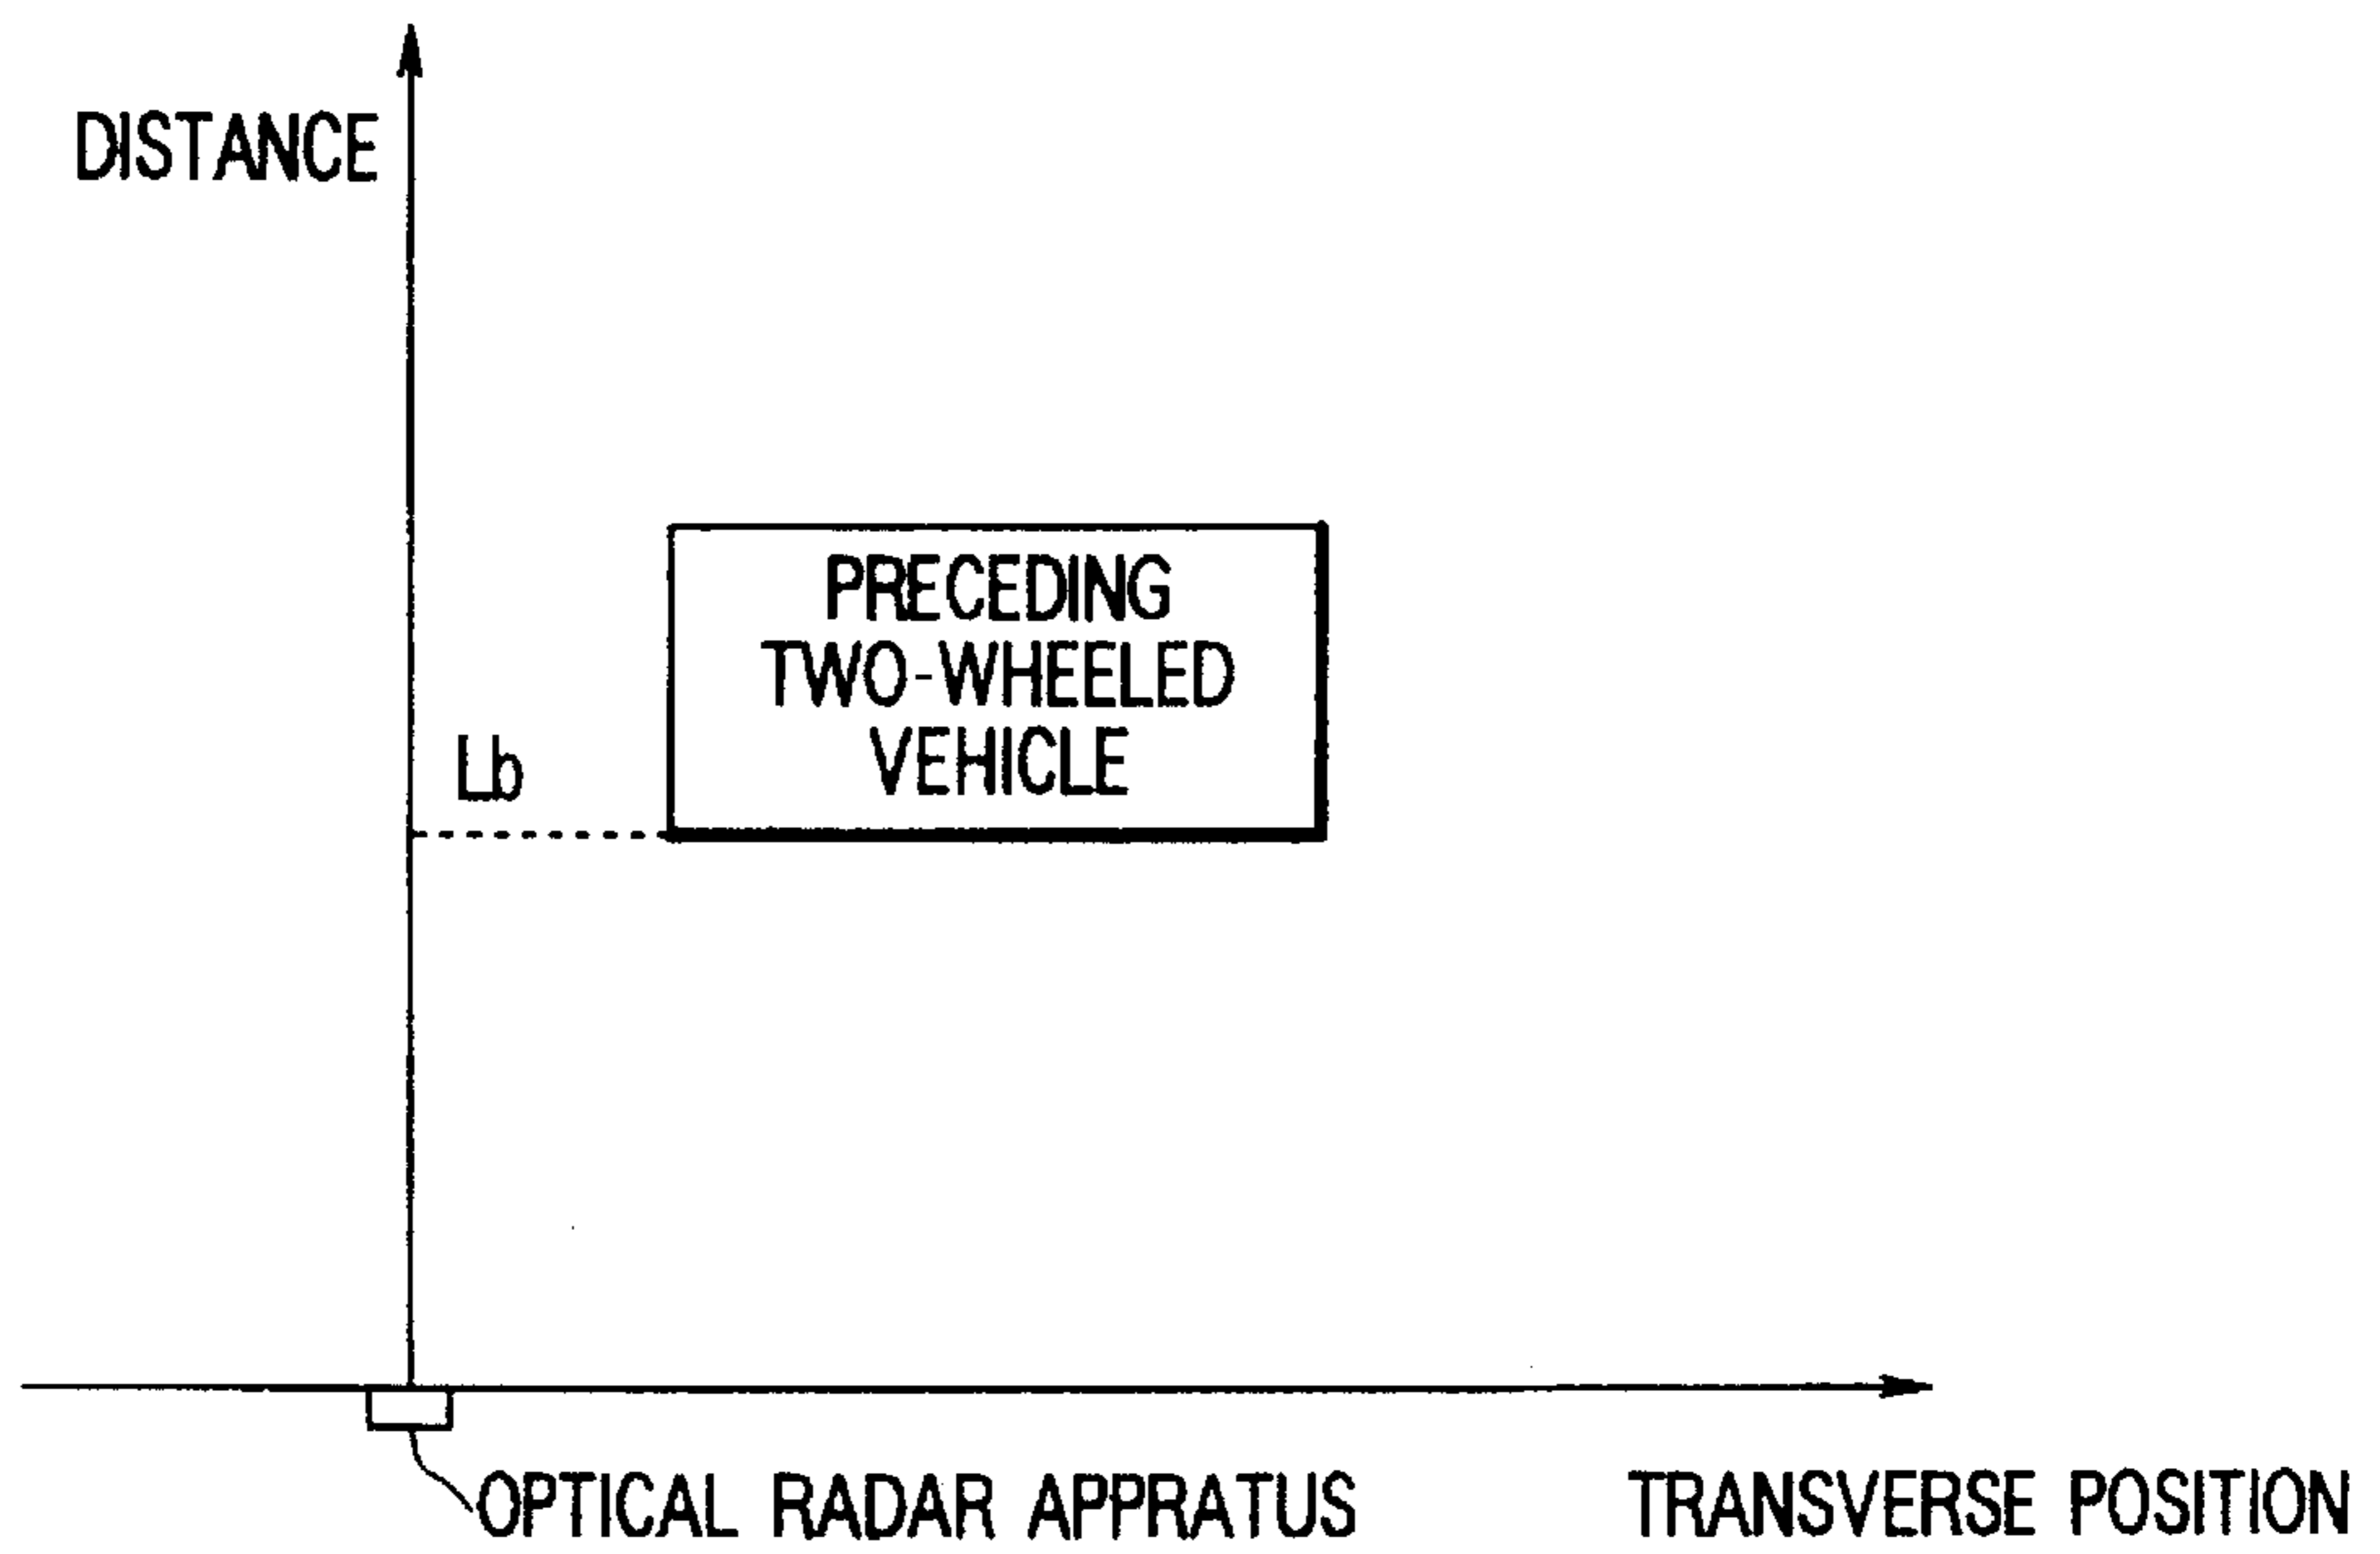 DISTANCE
PRECEDING
TWO-WHEELED
VEHICLE
Lb
OPTICAL RADAR APPRATUS
TRANSVERSE POSITION